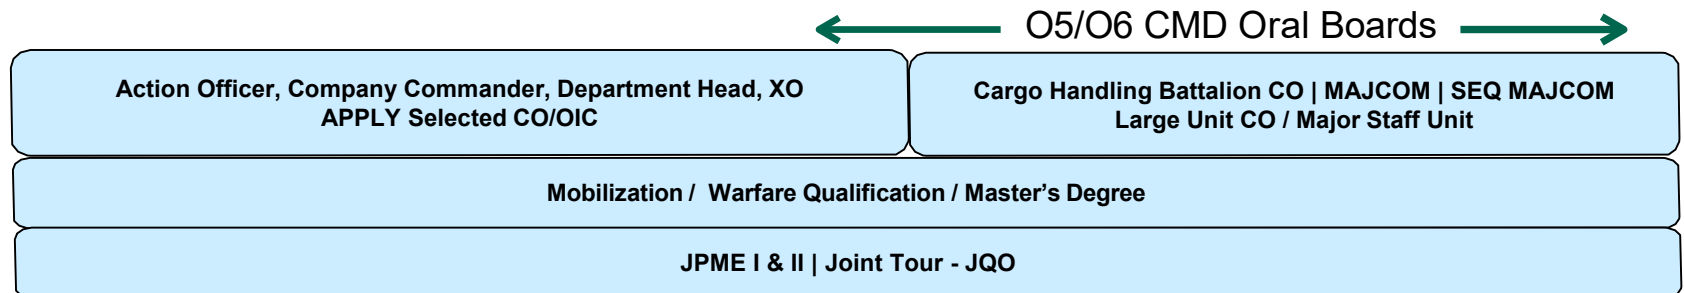 O5/O6 CMD Oral Boards
Action Officer, Company Commander, Department Head, XO
APPLY Selected CO/OIC
Cargo Handling Battalion CO | MAJCOM | SEQ MAJCOM
Large Unit CO / Major Staff Unit
Mobilization / Warfare Qualification / Master’s Degree
JPME I & II | Joint Tour - JQO